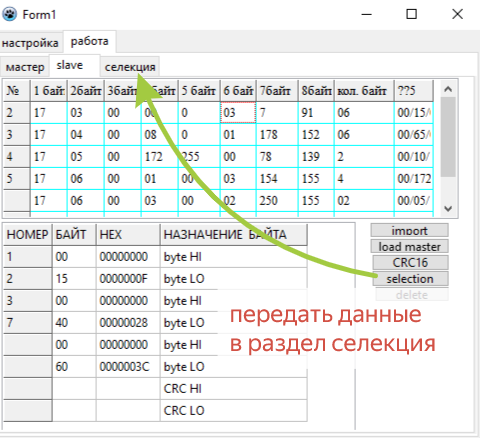 Form1
настройка работа
мастер slave селекция
№ 1 байт 2байт 3байт байт 5 байт 6 бай 7байт 8байт кол. байт ??5
2 17 03 00 0 03 7 91 06 00/15/
3 17 04 00 08 0 01 178 152 06 00/65/
4 17 05 00 172 255 00 78 139 2 00/10/
5 17 06 00 01 00 03 154 155 4 00/172
17 06 00 03 00 02 250 155 02 00/05/
НОМЕР БАЙТ HEX НАЗНАЧЕНИЕ БАЙТА
1 00 00000000 byte HI
2 15 0000000F byte LO
3 00 00000000 byte HI
7 40 00000028 byte LO
00 00000000 byte HI
60 0000003C byte LO
CRC HI
CRC LO
import
load master
CRC16
selection
delete
передать данные
в раздел селекция